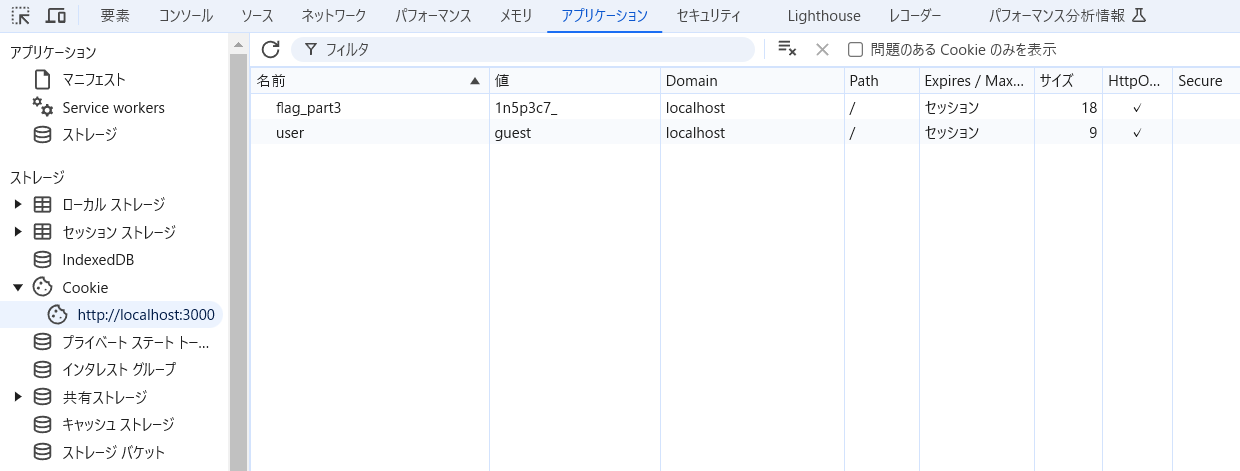 要素 コンソール ソース ネットワーク パフォーマンス メモリ アプリケーション セキュリティ Lighthouse レコーダー パフォーマンス分析情報
アプリケーション
マニフェスト
Service workers
ストレージ
ストレージ
ローカル ストレージ
セッション ストレージ
IndexedDB
Cookie
http://localhost:3000
プライベート ステート トー...
インタレスト グループ
共有ストレージ
キャッシュ ストレージ
ストレージ バケット
フィルタ 問題のある Cookie のみを表示
名前 値 Domain Path Expires / Max... サイズ HttpO... Secure
flag_part3 1n5p3c7_ localhost / セッション 18 ✓
user guest localhost / セッション 9 ✓